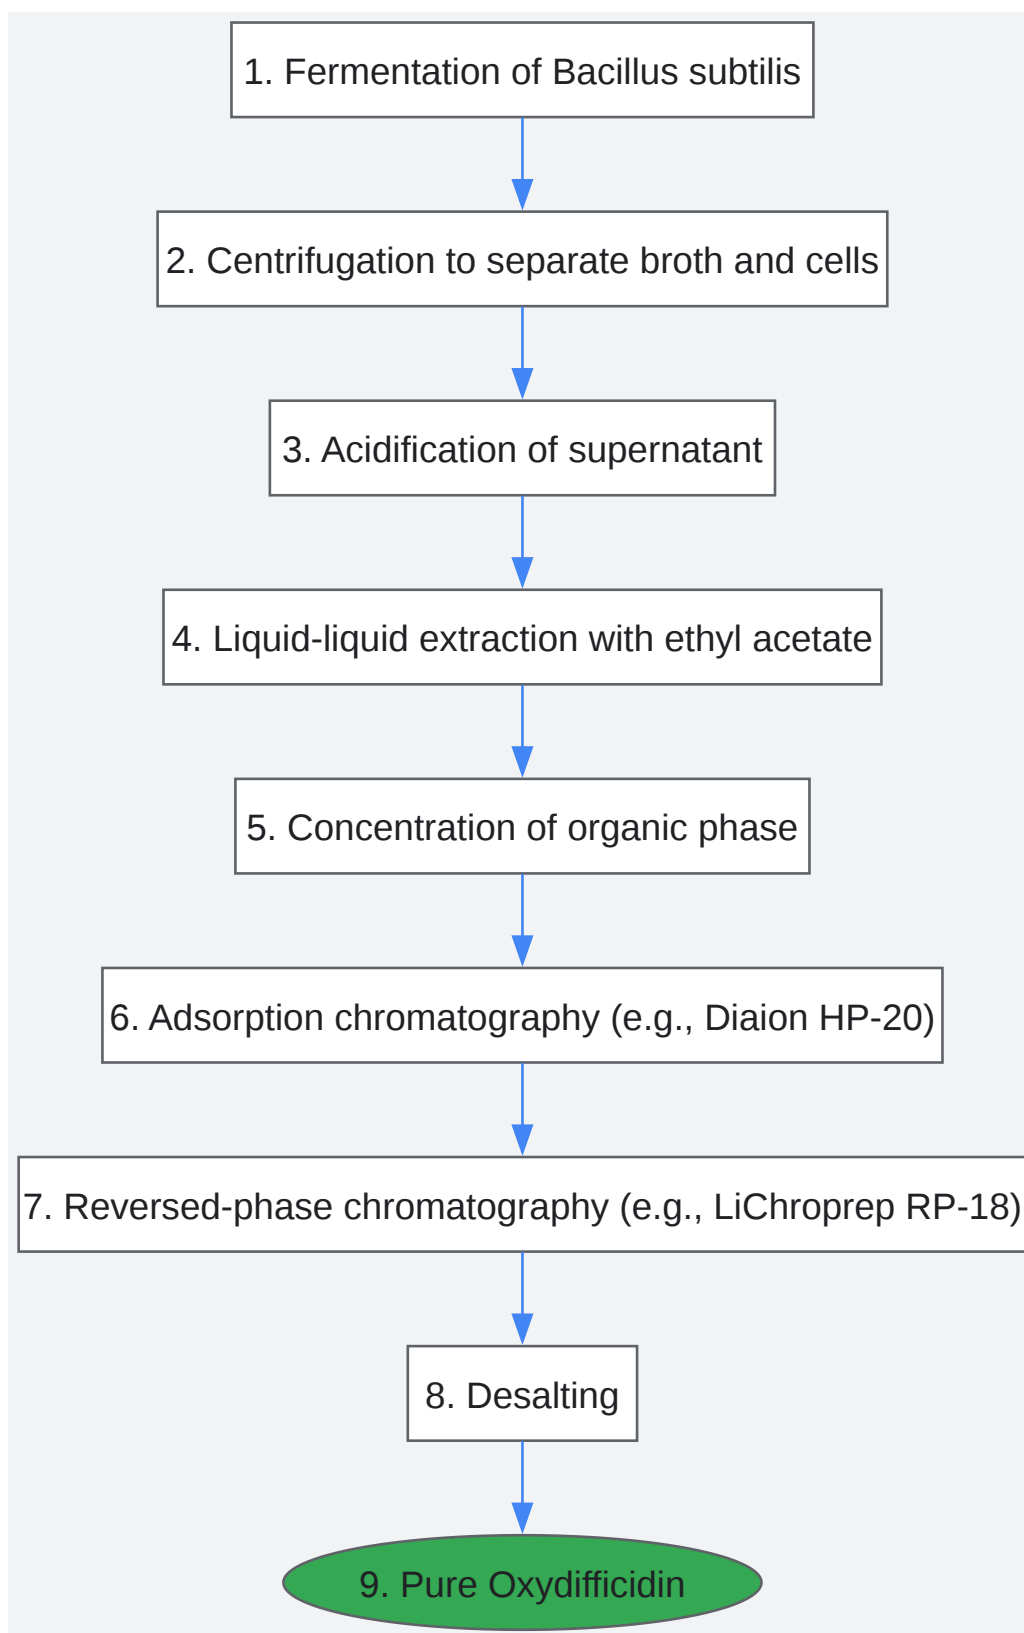 1. Fermentation of Bacillus subtilis
2. Centrifugation to separate broth and cells
3. Acidification of supernatant
4. Liquid-liquid extraction with ethyl acetate
5. Concentration of organic phase
6. Adsorption chromatography (e.g., Diaion HP-20)
7. Reversed-phase chromatography (e.g., LiChroprep RP-18)
8. Desalting
9. Pure Oxydifficidin